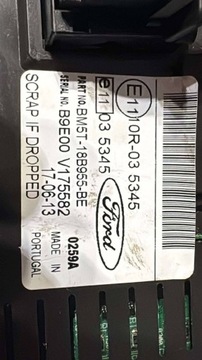 E11 10R-03 5345
e11 03 5345
Ford
PART NO. BM5T-18B955-BE
SERIAL No. B9E00 V175582
17-06-13
SCRAP IF DROPPED
0259A
MADE IN
PORTUGAL